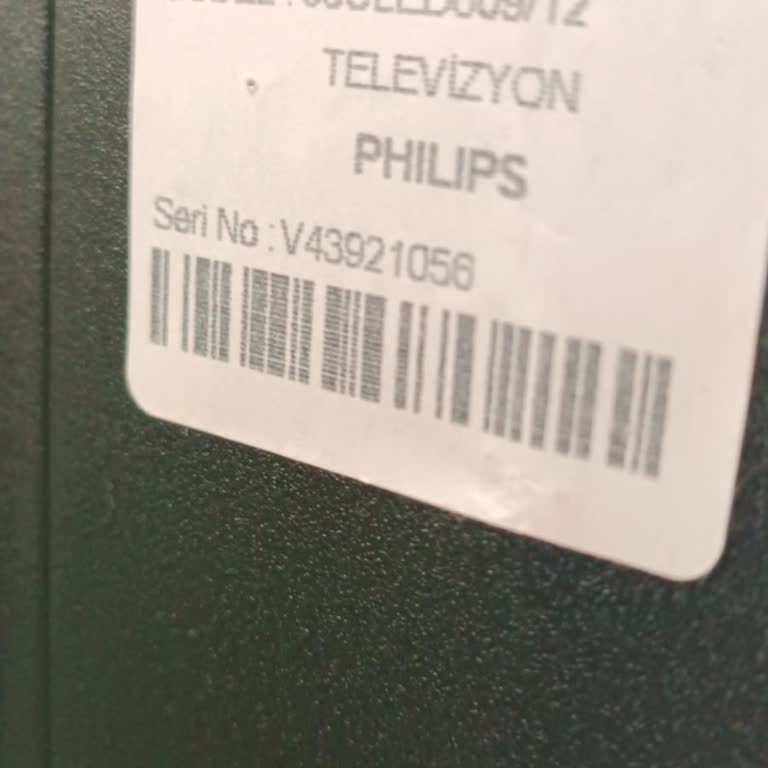 TELEVİZYON
PHILIPS
Seri No : V43921056